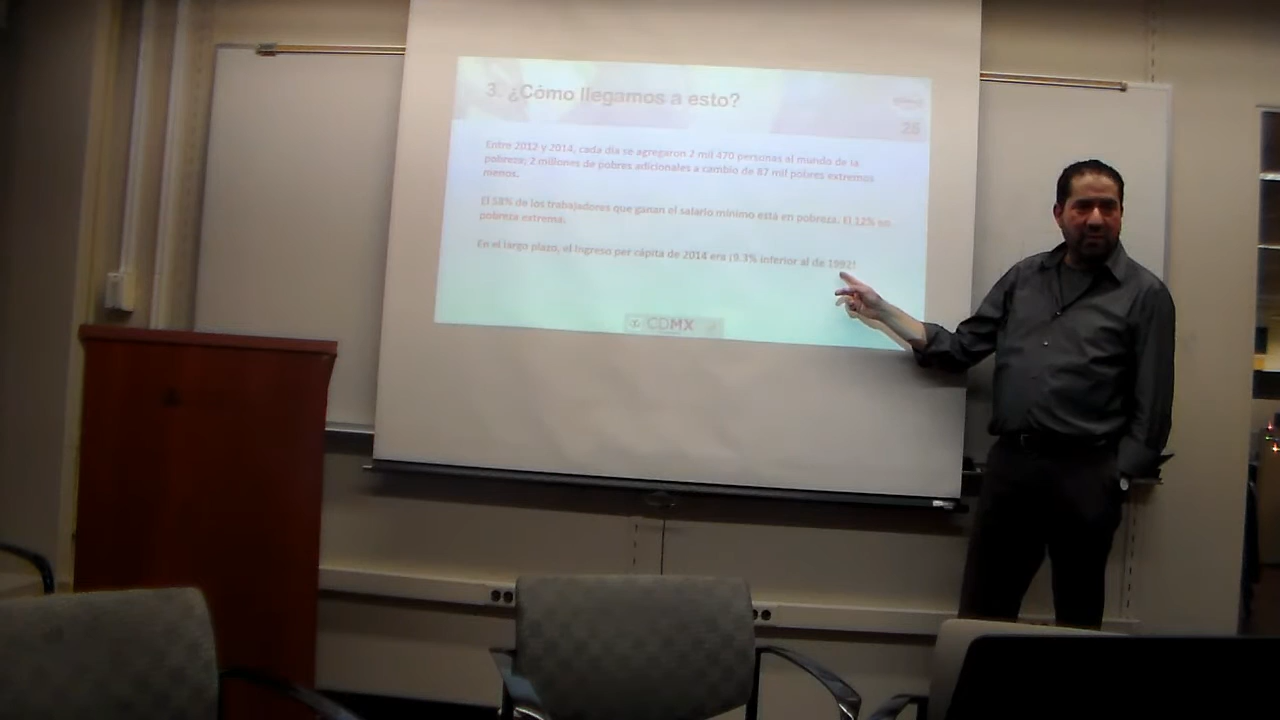 3. ¿Cómo llegamos a esto?
25
Entre 2012 y 2014, cada día se agregaron 2 mil 470 personas al mundo de la
pobreza; 2 millones de pobres adicionales a cambio de 87 mil pobres extremos
menos.
El 58% de los trabajadores que ganan el salario mínimo está en pobreza. El 12% en
pobreza extrema.
En el largo plazo, el ingreso per cápita de 2014 era ¡9.3% inferior al de 1992!
CDMX